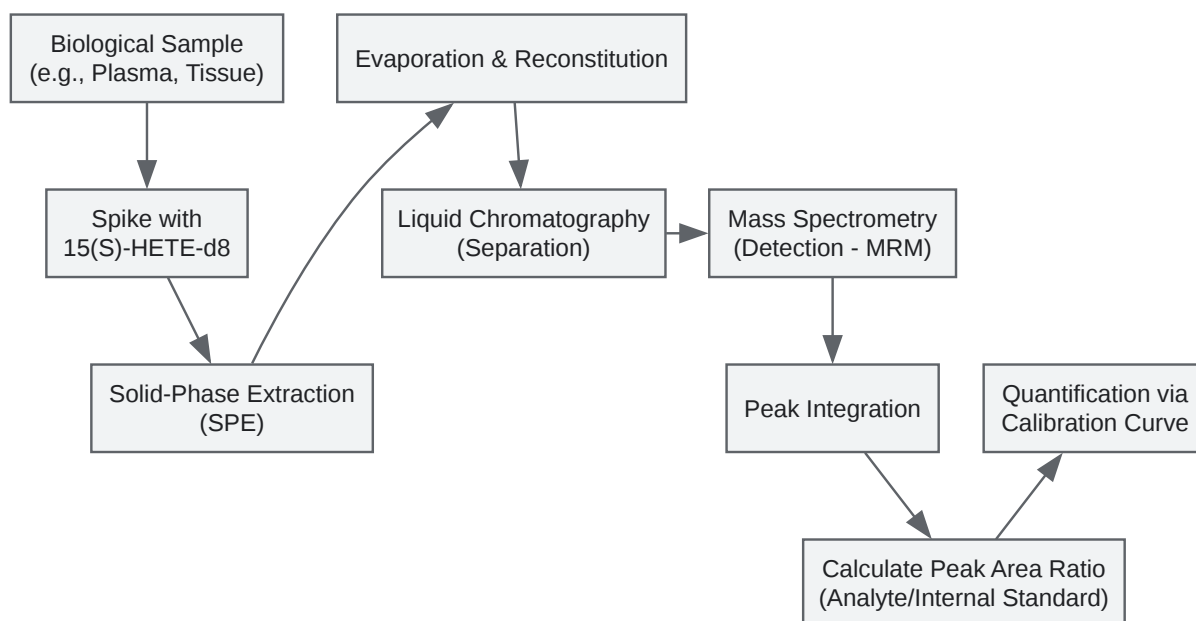 Biological Sample
(e.g., Plasma, Tissue)
Spike with
15(S)-HETE-d8
Solid-Phase Extraction
(SPE)
Evaporation & Reconstitution
Liquid Chromatography
(Separation)
Mass Spectrometry
(Detection - MRM)
Peak Integration
Calculate Peak Area Ratio
(Analyte/Internal Standard)
Quantification via
Calibration Curve